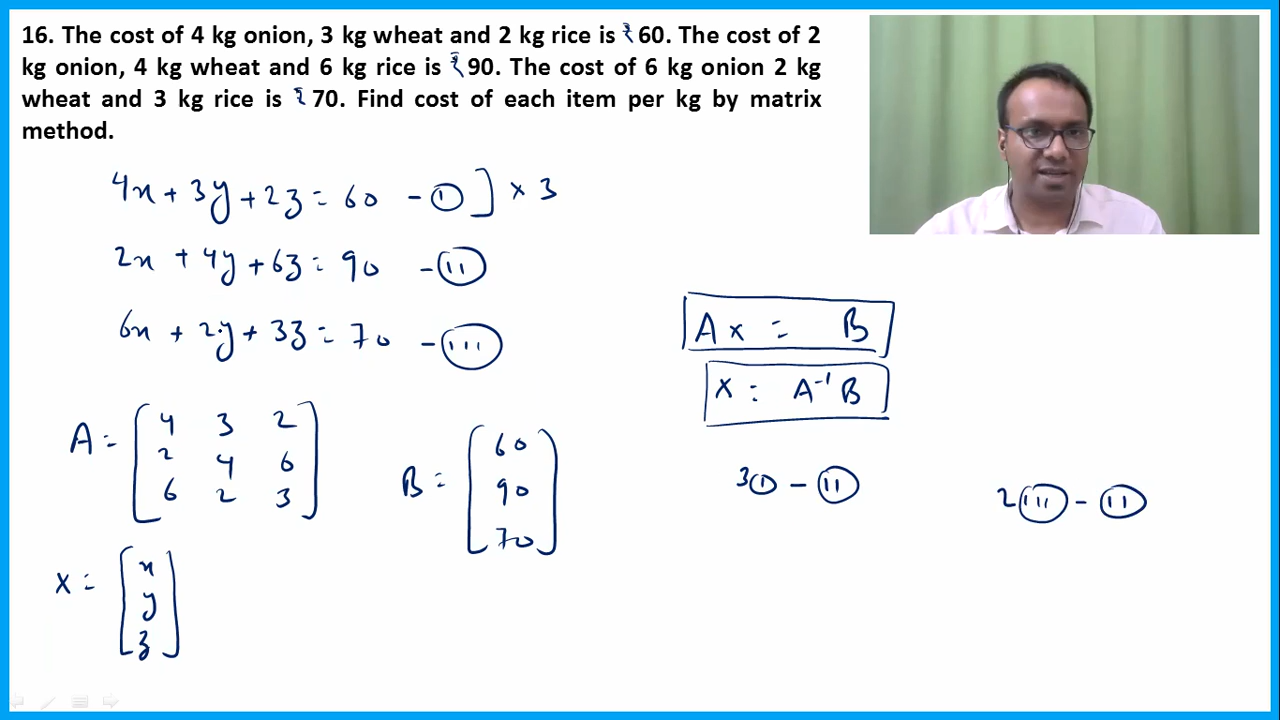 16. The cost of 4 kg onion, 3 kg wheat and 2 kg rice is ₹ 60. The cost of 2
kg onion, 4 kg wheat and 6 kg rice is ₹ 90. The cost of 6 kg onion 2 kg
wheat and 3 kg rice is ₹ 70. Find cost of each item per kg by matrix
method.
4x + 3y + 2z = 60 - (i) ] × 3
2x + 4y + 6z = 90 - (ii)
6x + 2y + 3z = 70 - (iii)
A X = B
X = A⁻¹ B
A = [ 4 3 2
2 4 6
6 2 3 ]
B = [ 60
90
70 ]
3(i) - (ii)
2(iii) - (ii)
X = [ x
y
z ]